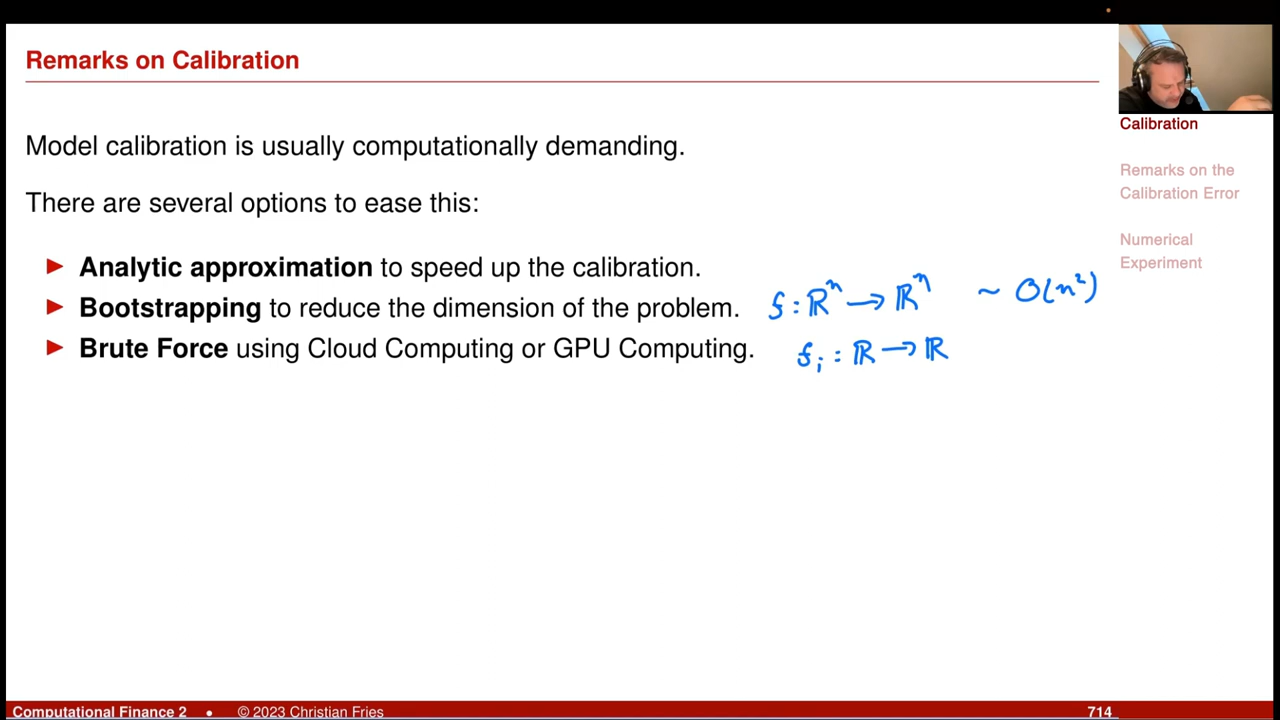 Remarks on Calibration
Model calibration is usually computationally demanding.
There are several options to ease this:
► Analytic approximation to speed up the calibration.
► Bootstrapping to reduce the dimension of the problem. f : ℝⁿ → ℝⁿ ~ O(n²)
► Brute Force using Cloud Computing or GPU Computing. fᵢ : ℝ → ℝ
Calibration
Remarks on the
Calibration Error
Numerical
Experiment
Computational Finance 2 • © 2023 Christian Fries 714